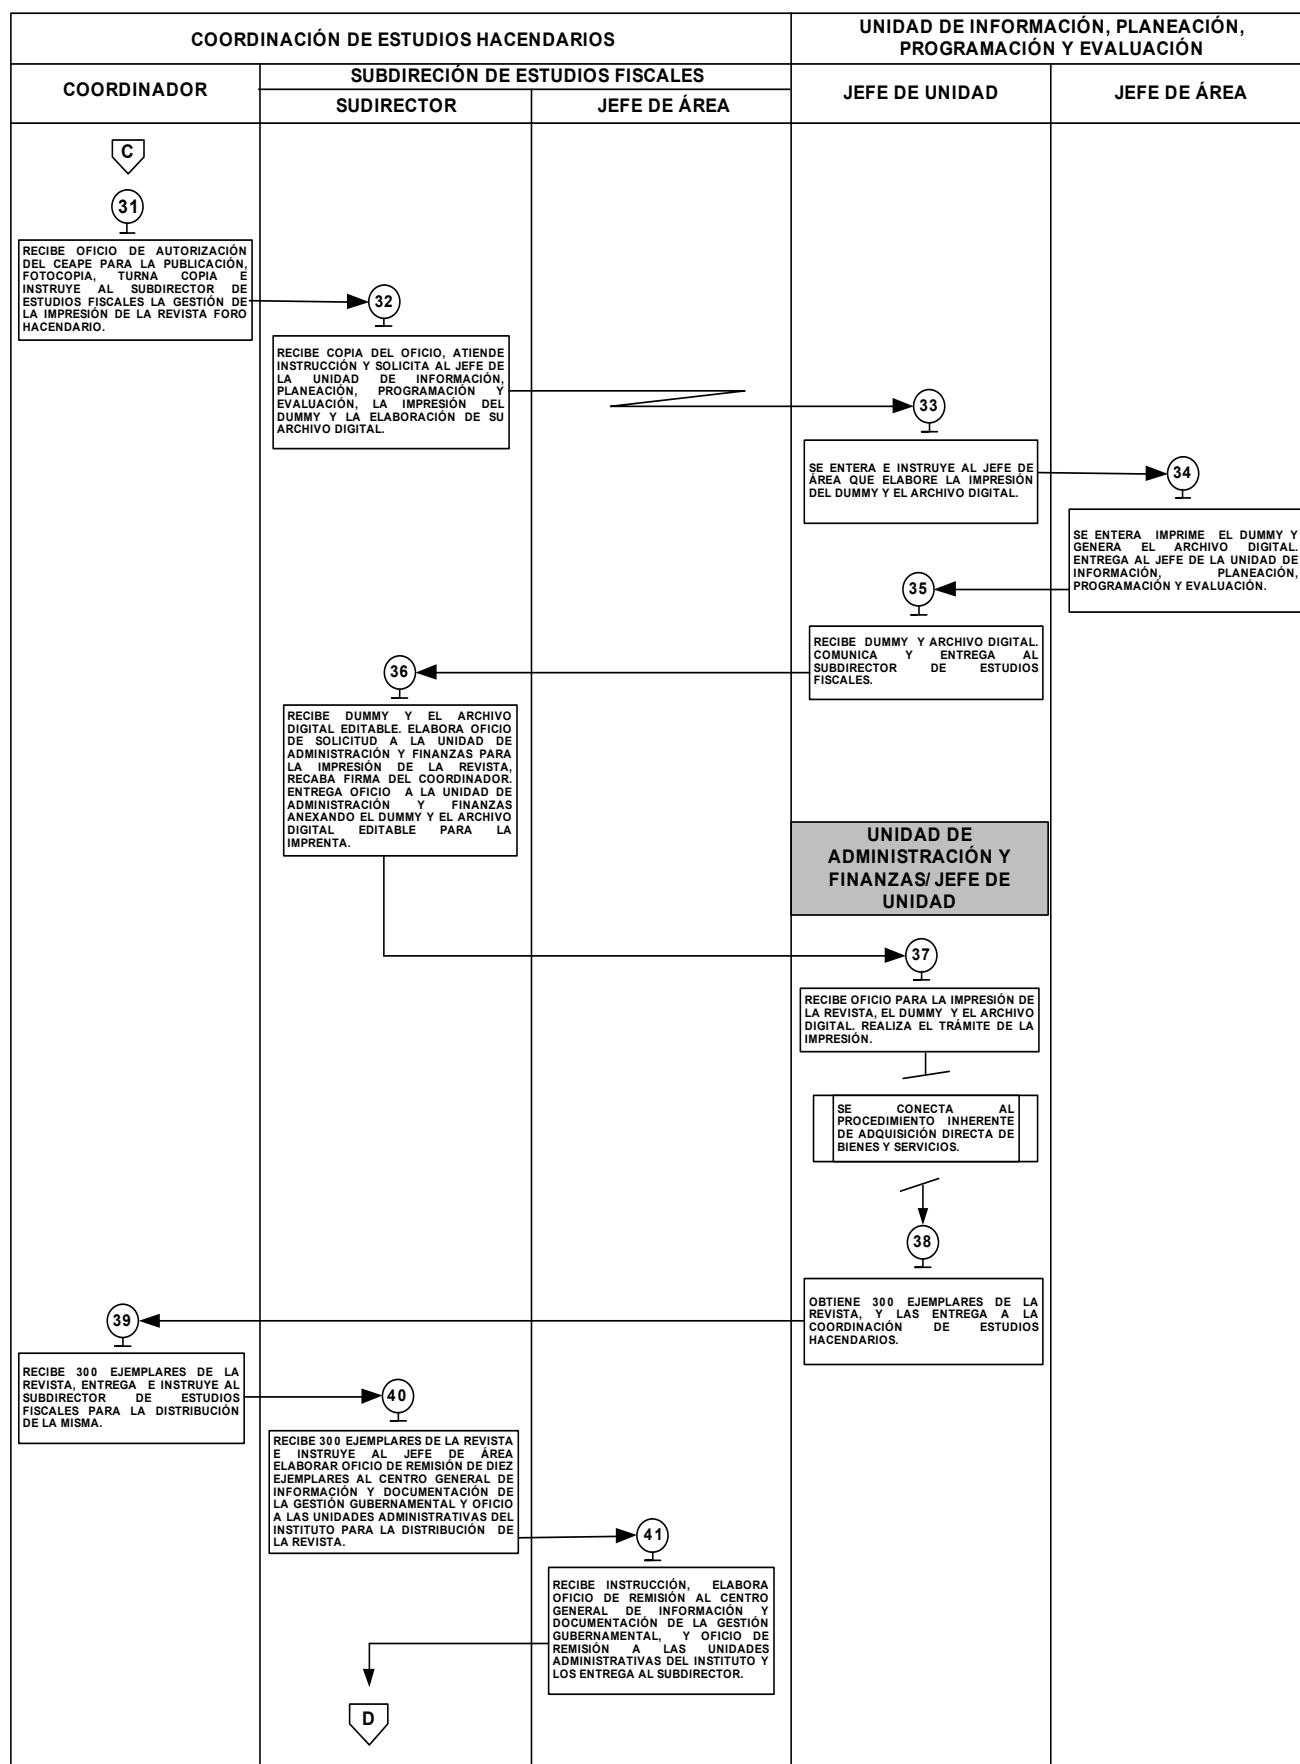 COORDINACIÓN DE ESTUDIOS HACENDARIOS
UNIDAD DE INFORMACIÓN, PLANEACIÓN,
PROGRAMACIÓN Y EVALUACIÓN
COORDINADOR
SUBDIRECIÓN DE ESTUDIOS FISCALES
SUDIRECTOR
JEFE DE ÁREA
JEFE DE UNIDAD
JEFE DE ÁREA
C
31
RECIBE OFICIO DE AUTORIZACIÓN
DEL CEAPE PARA LA PUBLICACIÓN,
FOTOCOPIA, TURNA COPIA E
INSTRUYE AL SUBDIRECTOR DE
ESTUDIOS FISCALES LA GESTIÓN DE
LA IMPRESIÓN DE LA REVISTA FORO
HACENDARIO.
32
RECIBE COPIA DEL OFICIO, ATIENDE
INSTRUCCIÓN Y SOLICITA AL JEFE DE
LA UNIDAD DE INFORMACIÓN,
PLANEACIÓN, PROGRAMACIÓN Y
EVALUACIÓN, LA IMPRESIÓN DEL
DUMMY Y LA ELABORACIÓN DE SU
ARCHIVO DIGITAL.
33
SE ENTERA E INSTRUYE AL JEFE DE
ÁREA QUE ELABORE LA IMPRESIÓN
DEL DUMMY Y EL ARCHIVO DIGITAL.
34
SE ENTERA IMPRIME EL DUMMY Y
GENERA EL ARCHIVO DIGITAL.
ENTREGA AL JEFE DE LA UNIDAD DE
INFORMACIÓN, PLANEACIÓN,
PROGRAMACIÓN Y EVALUACIÓN.
35
RECIBE DUMMY Y ARCHIVO DIGITAL.
COMUNICA Y ENTREGA AL
SUBDIRECTOR DE ESTUDIOS
FISCALES.
36
RECIBE DUMMY Y EL ARCHIVO
DIGITAL EDITABLE. ELABORA OFICIO
DE SOLICITUD A LA UNIDAD DE
ADMINISTRACIÓN Y FINANZAS PARA
LA IMPRESIÓN DE LA REVISTA,
RECABA FIRMA DEL COORDINADOR.
ENTREGA OFICIO A LA UNIDAD DE
ADMINISTRACIÓN Y FINANZAS
ANEXANDO EL DUMMY Y EL ARCHIVO
DIGITAL EDITABLE PARA LA
IMPRENTA.
UNIDAD DE
ADMINISTRACIÓN Y
FINANZAS/ JEFE DE
UNIDAD
37
RECIBE OFICIO PARA LA IMPRESIÓN DE
LA REVISTA, EL DUMMY Y EL ARCHIVO
DIGITAL. REALIZA EL TRÁMITE DE LA
IMPRESIÓN.
SE CONECTA AL
PROCEDIMIENTO INHERENTE
DE ADQUISICIÓN DIRECTA DE
BIENES Y SERVICIOS.
38
OBTIENE 300 EJEMPLARES DE LA
REVISTA, Y LAS ENTREGA A LA
COORDINACIÓN DE ESTUDIOS
HACENDARIOS.
39
RECIBE 300 EJEMPLARES DE LA
REVISTA, ENTREGA E INSTRUYE AL
SUBDIRECTOR DE ESTUDIOS
FISCALES PARA LA DISTRIBUCIÓN
DE LA MISMA.
40
RECIBE 300 EJEMPLARES DE LA REVISTA
E INSTRUYE AL JEFE DE ÁREA
ELABORAR OFICIO DE REMISIÓN DE DIEZ
EJEMPLARES AL CENTRO GENERAL DE
INFORMACIÓN Y DOCUMENTACIÓN DE
LA GESTIÓN GUBERNAMENTAL Y OFICIO
A LAS UNIDADES ADMINISTRATIVAS DEL
INSTITUTO PARA LA DISTRIBUCIÓN DE
LA REVISTA.
41
RECIBE INSTRUCCIÓN, ELABORA
OFICIO DE REMISIÓN AL CENTRO
GENERAL DE INFORMACIÓN Y
DOCUMENTACIÓN DE LA GESTIÓN
GUBERNAMENTAL, Y OFICIO DE
REMISIÓN A LAS UNIDADES
ADMINISTRATIVAS DEL INSTITUTO Y
LOS ENTREGA AL SUBDIRECTOR.
D